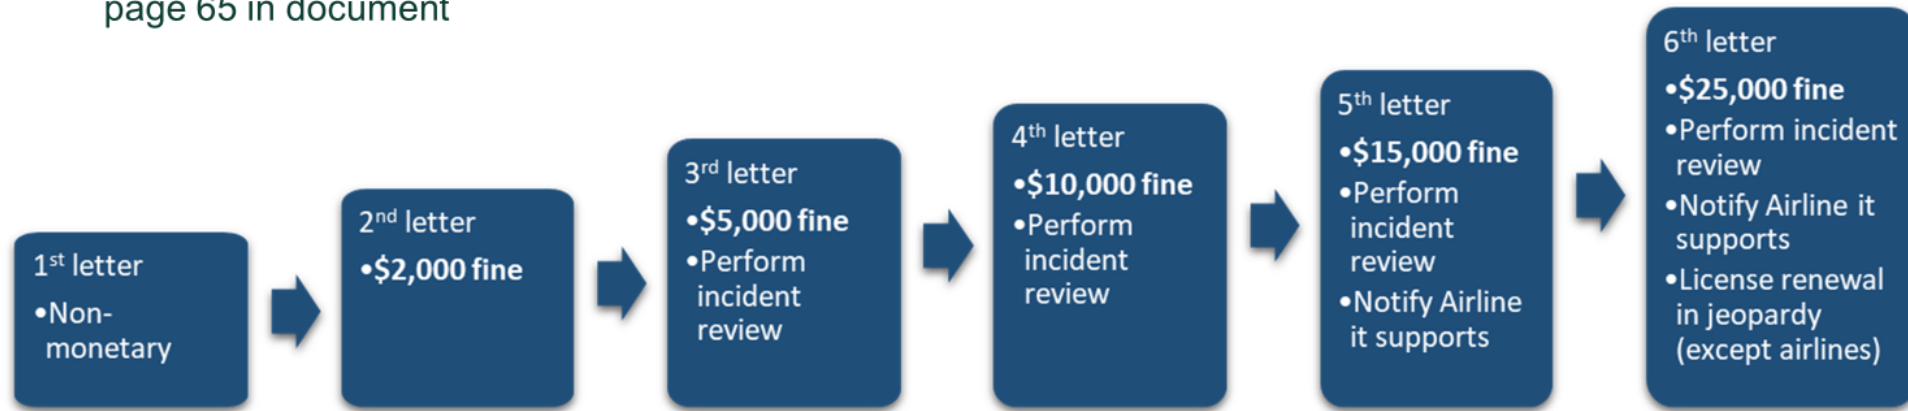 page 65 in document
1st letter
•Non-
monetary
2nd letter
•$2,000 fine
3rd letter
•$5,000 fine
•Perform
incident
review
4th letter
•$10,000 fine
•Perform
incident
review
5th letter
•$15,000 fine
•Perform
incident
review
•Notify Airline
it supports
6th letter
•$25,000 fine
•Perform incident
review
•Notify Airline it
supports
•License renewal
in jeopardy
(except airlines)